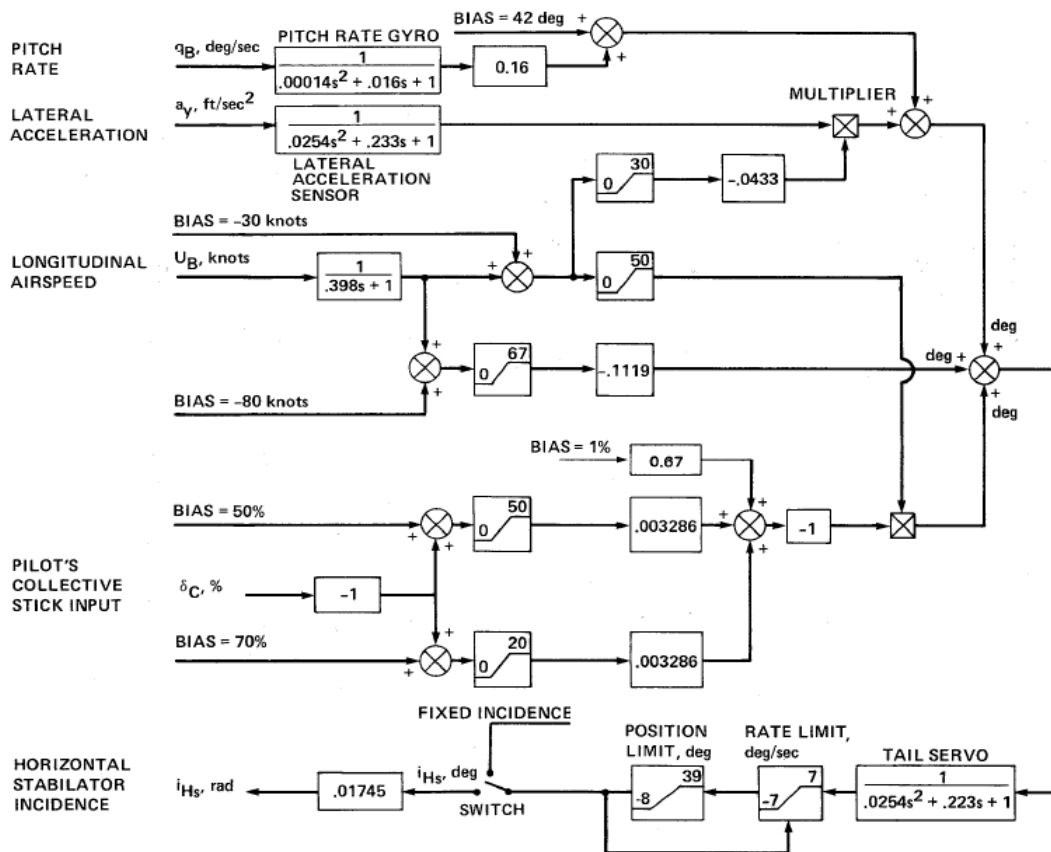 BIAS = 42 deg
+
+
PITCH
RATE
q_B, deg/sec
PITCH RATE GYRO
1
.00014s² + .016s + 1
0.16
LATERAL
ACCELERATION
a_y, ft/sec²
1
.0254s² + .233s + 1
LATERAL
ACCELERATION
SENSOR
MULTIPLIER
+
+
30
0
-.0433
BIAS = -30 knots
+
LONGITUDINAL
AIRSPEED
U_B, knots
1
.398s + 1
+
50
0
deg
+
+
67
0
-.1119
deg +
+
deg
+
BIAS = -80 knots
BIAS = 1%
0.67
+
BIAS = 50%
+
+
50
0
.003286
+
+
-1
PILOT'S
COLLECTIVE
STICK INPUT
δ_C, %
-1
BIAS = 70%
+
+
20
0
.003286
FIXED INCIDENCE
POSITION
LIMIT, deg
RATE LIMIT,
deg/sec
TAIL SERVO
HORIZONTAL
STABILATOR
INCIDENCE
i_Hs, rad
.01745
i_Hs, deg
SWITCH
39
-8
7
-7
1
.0254s² + .223s + 1